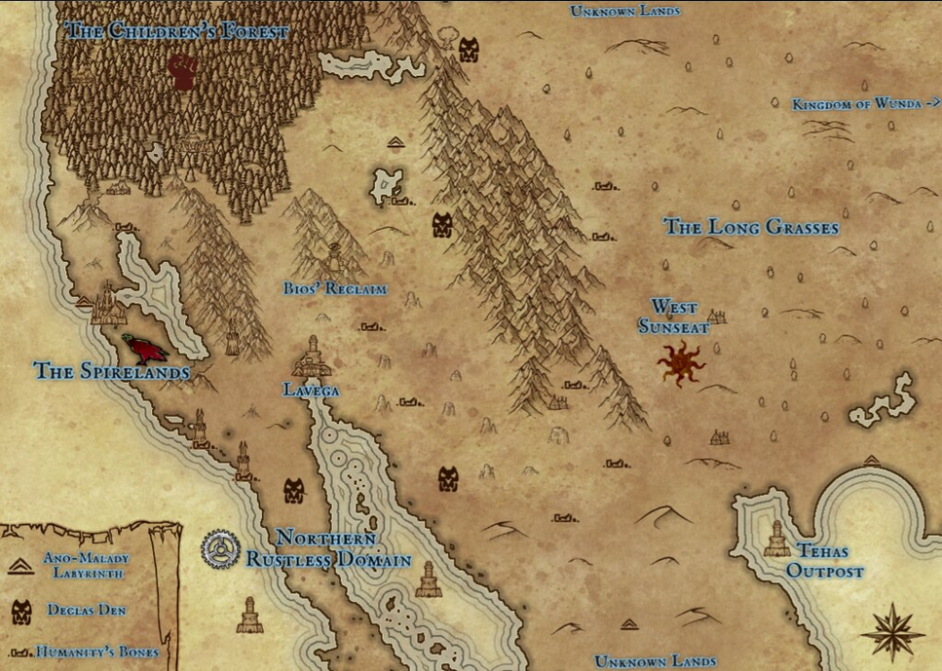 Unknown Lands
The Children's Forest
Kingdom of Wunda ->
The Long Grasses
Bios' Reclaim
West
Sunseat
The Spirelands
Lavega
Northern
Rustless Domain
Tehas
Outpost
Ano-Malady
Labyrinth
Deglas Den
Humanity's Bones
Unknown Lands